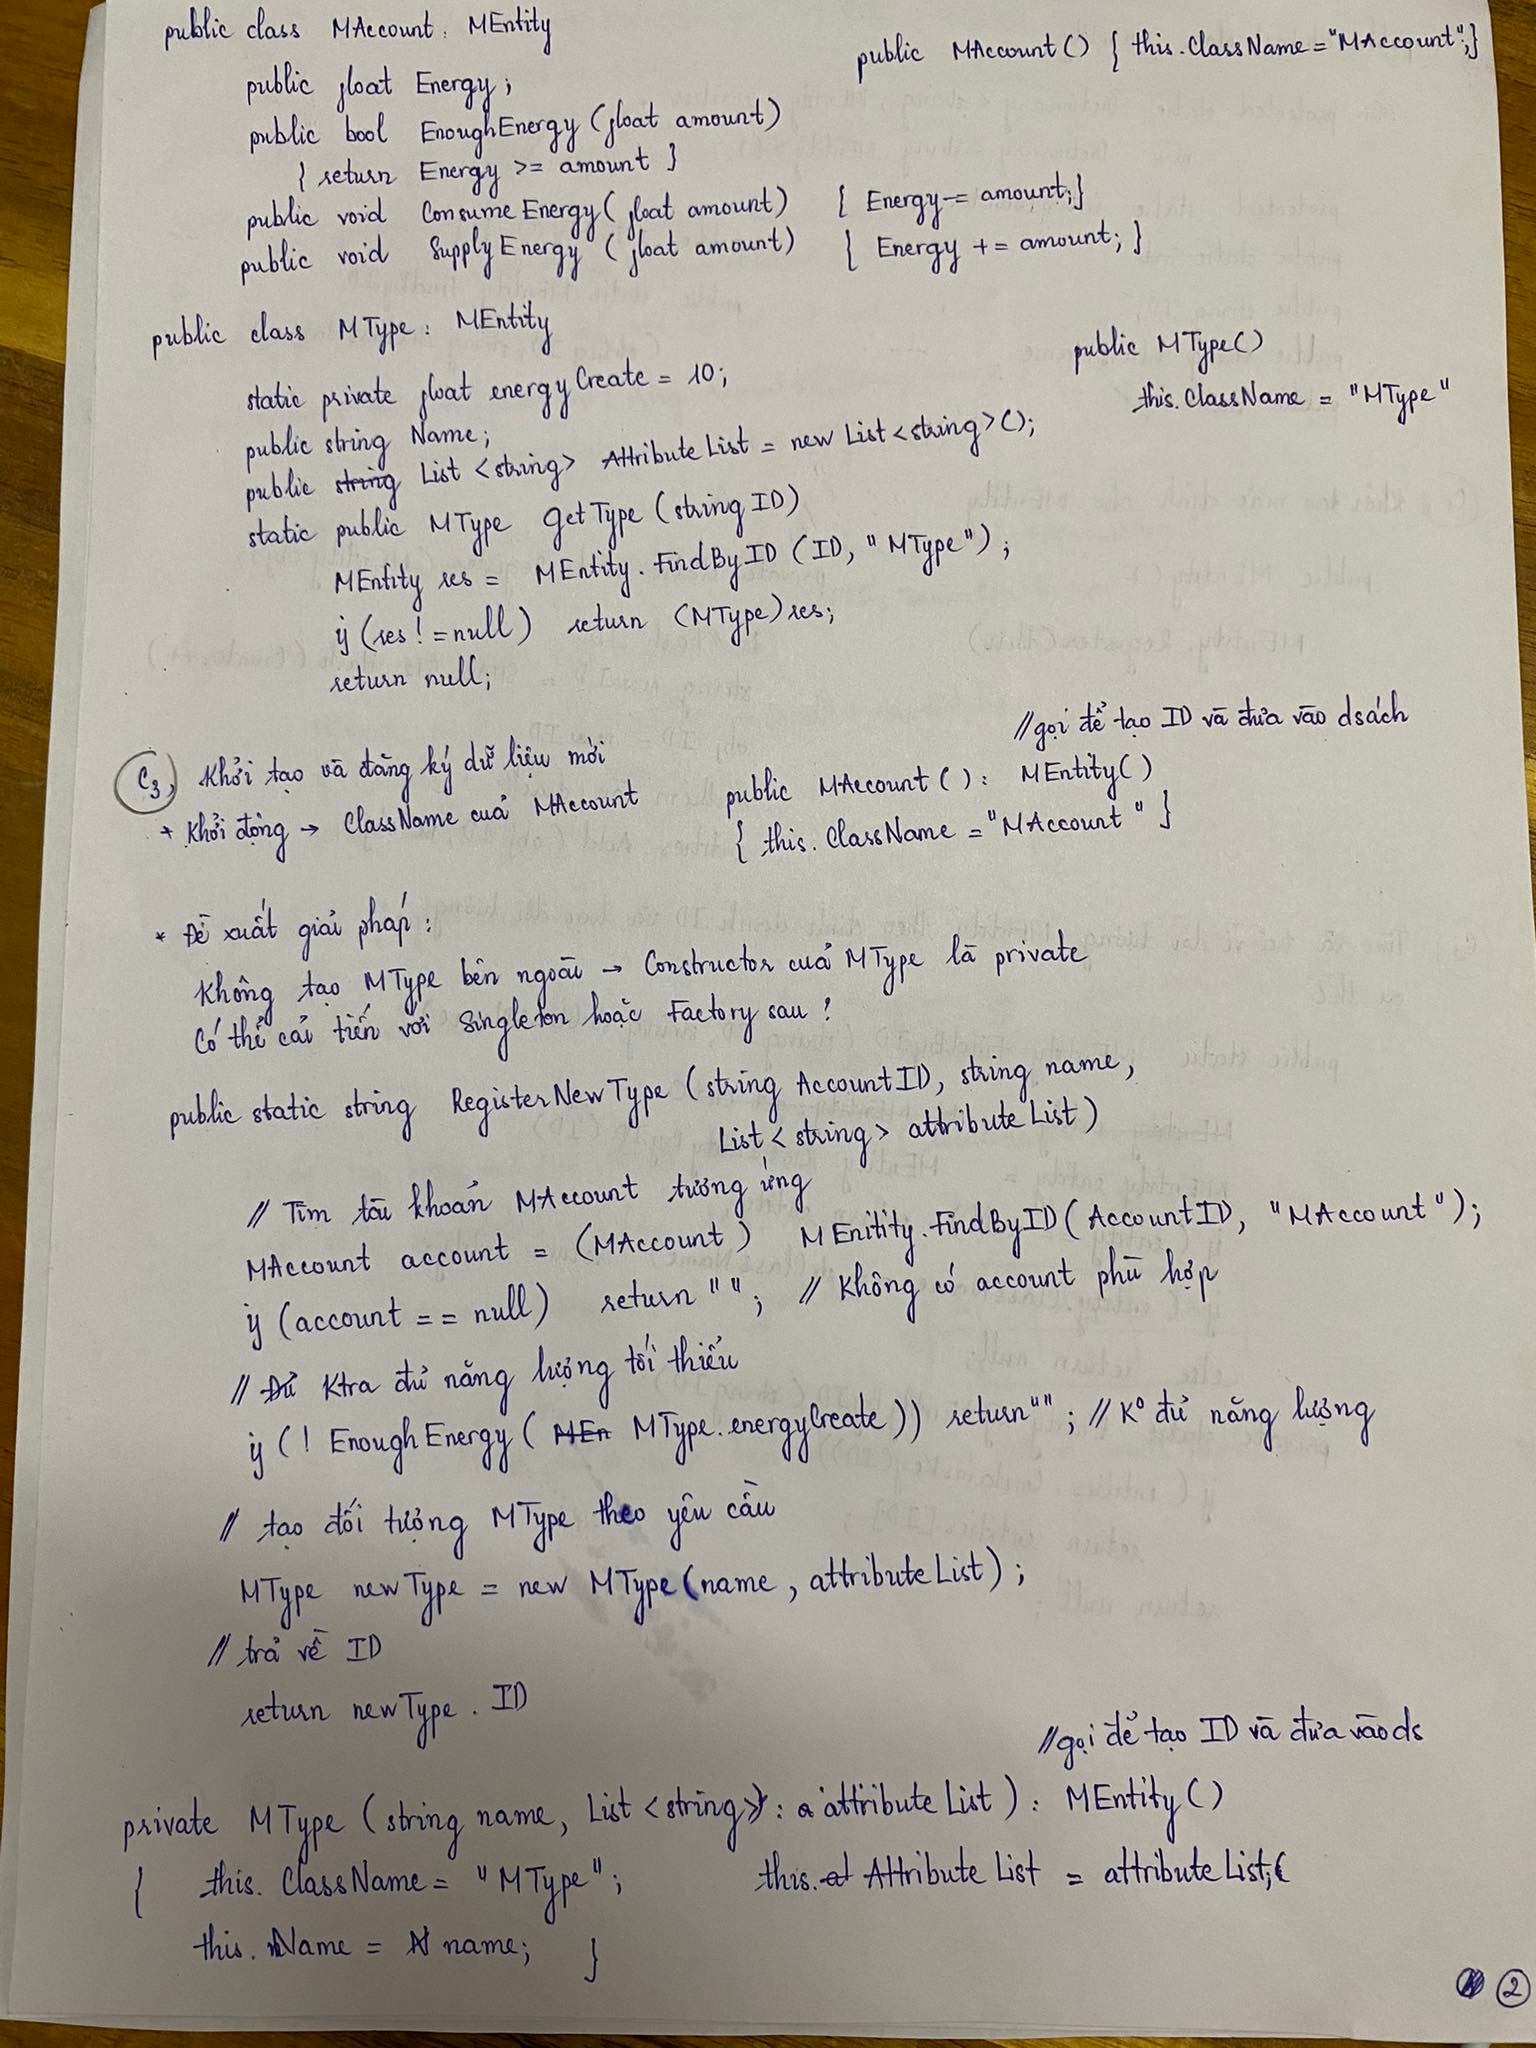 public class MAccount : MEntity
public MAccount() { this.ClassName = "MAccount"; }
public float Energy;
public bool EnoughEnergy (float amount)
{ return Energy >= amount }
public void ConsumeEnergy (float amount) { Energy -= amount; }
public void SupplyEnergy (float amount) { Energy += amount; }
public class MType : MEntity
public MType()
this.ClassName = "MType"
static private float energyCreate = 10;
public string Name;
public string List <string> AttributeList = new List<string>();
static public MType GetType (string ID)
MEntity res = MEntity.FindByID (ID, "MType");
if (res != null) return (MType) res;
return null;
C3, Khởi tạo và đăng ký dữ liệu mới
//gọi để tạo ID và đưa vào dsách
+ Khởi động → ClassName cuả MAccount
public MAccount () : MEntity()
{ this.ClassName = "MAccount" }
* Đề xuất giải pháp :
Không tạo MType bên ngoài → Constructor cuả MType là private
Có thể cải tiến với Singleton hoặc Factory sau !
public static string RegisterNewType (string AccountID, string name,
List <string> attributeList)
// Tìm tài khoản MAccount tương ứng
MAccount account = (MAccount) MEnitity.FindByID (AccountID, "MAccount");
if (account == null) return ""; // Không có account phù hợp
// Đủ Ktra đủ năng lượng tối thiểu
if (! EnoughEnergy ( MEn MType.energyCreate)) return ""; // K° đủ năng lượng
// tạo đối tượng MType theo yêu cầu
MType newType = new MType (name, attributeList);
// trả về ID
return newType.ID
//gọi để tạo ID và đưa vào ds
private MType (string name, List <string> : a attributeList) : MEntity()
{ this.ClassName = "MType"; this.at AttributeList = attributeList;
this.Name = N name; }
2